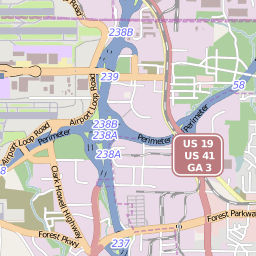 238B
Road
239
Airport Loop Road
58
Perimeter
238B
238A
Airport Loop Road
Perimeter
Perimeter
238A
US 19
US 41
GA 3
Clark Howell Highway
Forest Parkway
Forest Pkwy
237